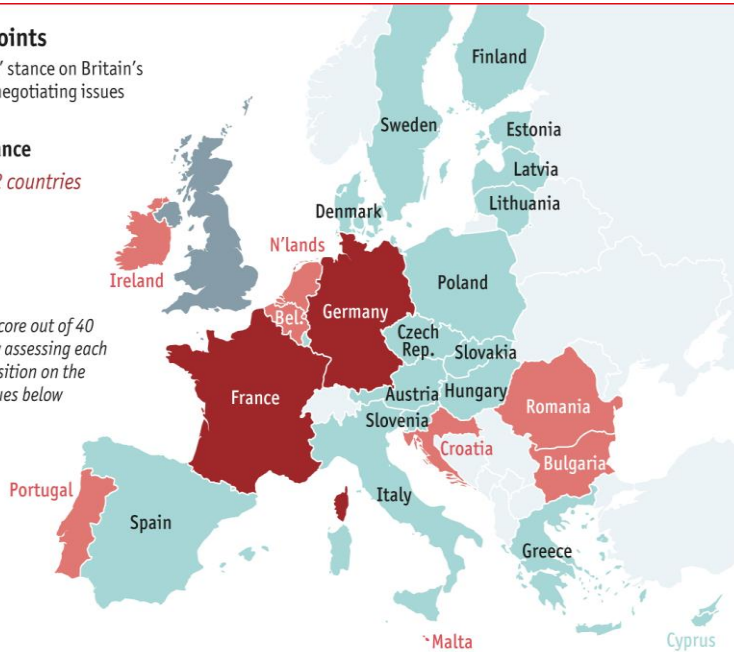 oints
' stance on Britain's
negotiating issues
nce
countries
core out of 40
assessing each
sition on the
ues below
Finland
Sweden
Estonia
Latvia
Lithuania
Denmark
N'lands
Ireland
Poland
Bel.
Germany
Czech
Rep.
Slovakia
France
Austria
Hungary
Slovenia
Romania
Croatia
Bulgaria
Portugal
Italy
Spain
Greece
Malta
Cyprus